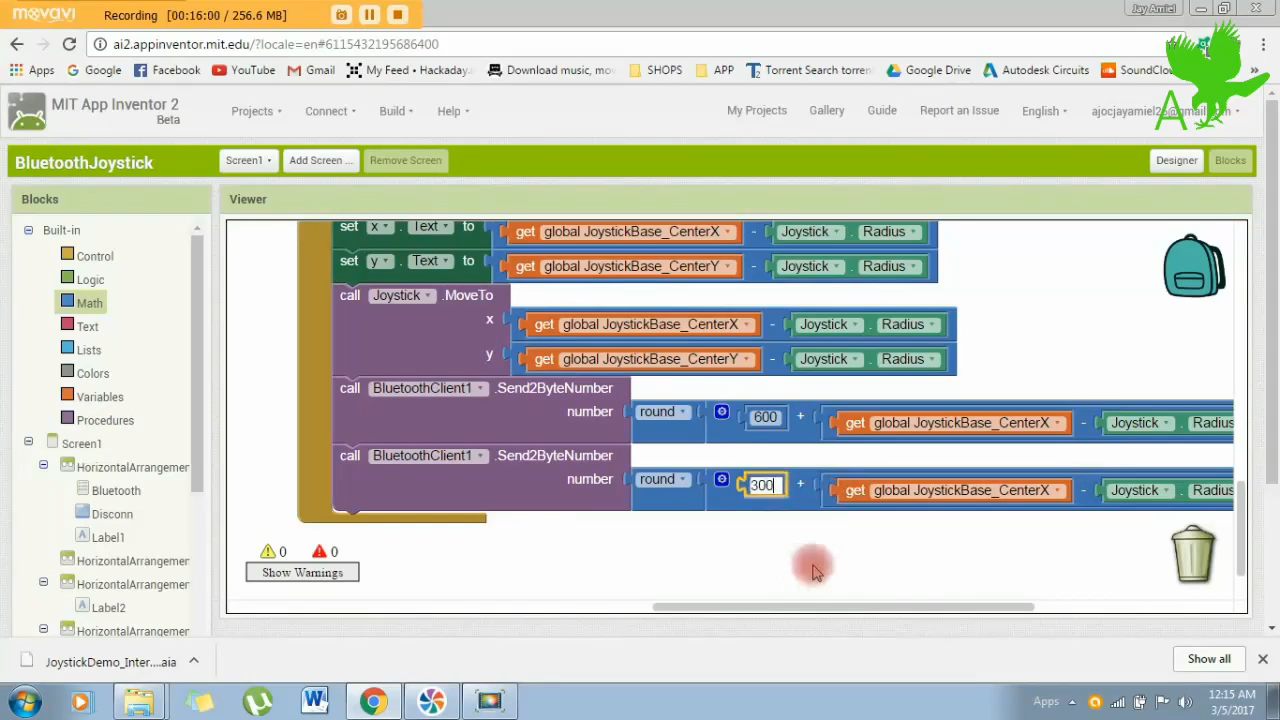 movavi Recording [00:16:00 / 256.6 MB]
Jay Amiel
ai2.appinventor.mit.edu/?locale=en#6115432195686400
Apps Google Facebook YouTube Gmail My Feed - Hackaday Download music, mov SHOPS APP Torrent Search torren Google Drive Autodesk Circuits SoundClou »
A
MIT App Inventor 2
Beta
Projects Connect Build Help My Projects Gallery Guide Report an Issue English
BluetoothJoystick Screen1 Add Screen ... Remove Screen Designer Blocks
Blocks Viewer
Built-in
Control
Logic
Math
Text
Lists
Colors
Variables
Procedures
Screen1
HorizontalArrangemen
Bluetooth
Disconn
Label1
HorizontalArrangemen
HorizontalArrangemen
Label2
HorizontalArrangemen
set x . Text to get global JoystickBase_CenterX - Joystick . Radius
set y . Text to get global JoystickBase_CenterY - Joystick . Radius
call Joystick .MoveTo
x get global JoystickBase_CenterX - Joystick . Radius
y get global JoystickBase_CenterY - Joystick . Radius
call BluetoothClient1 .Send2ByteNumber
number round 600 + get global JoystickBase_CenterX - Joystick . Radius
call BluetoothClient1 .Send2ByteNumber
number round 300 + get global JoystickBase_CenterX - Joystick . Radius
0 0
Show Warnings
JoystickDemo_Inter....aia Show all
Apps 12:15 AM
3/5/2017